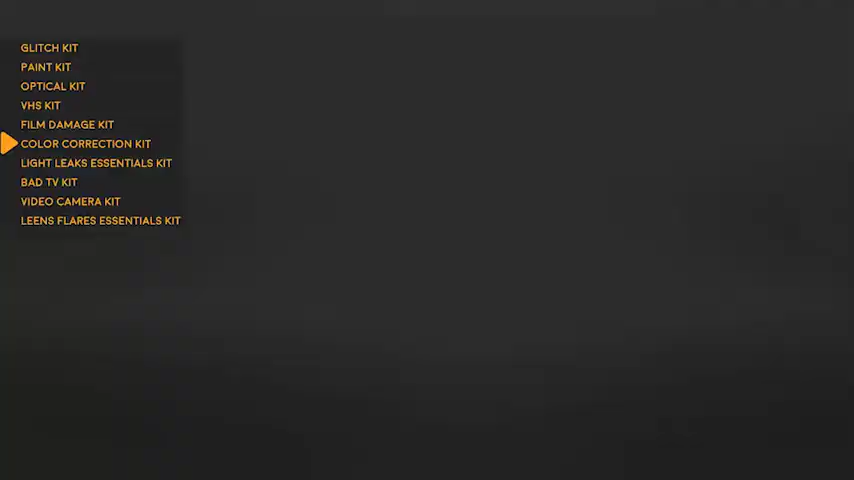 GLITCH KIT
PAINT KIT
OPTICAL KIT
VHS KIT
FILM DAMAGE KIT
COLOR CORRECTION KIT
LIGHT LEAKS ESSENTIALS KIT
BAD TV KIT
VIDEO CAMERA KIT
LEENS FLARES ESSENTIALS KIT